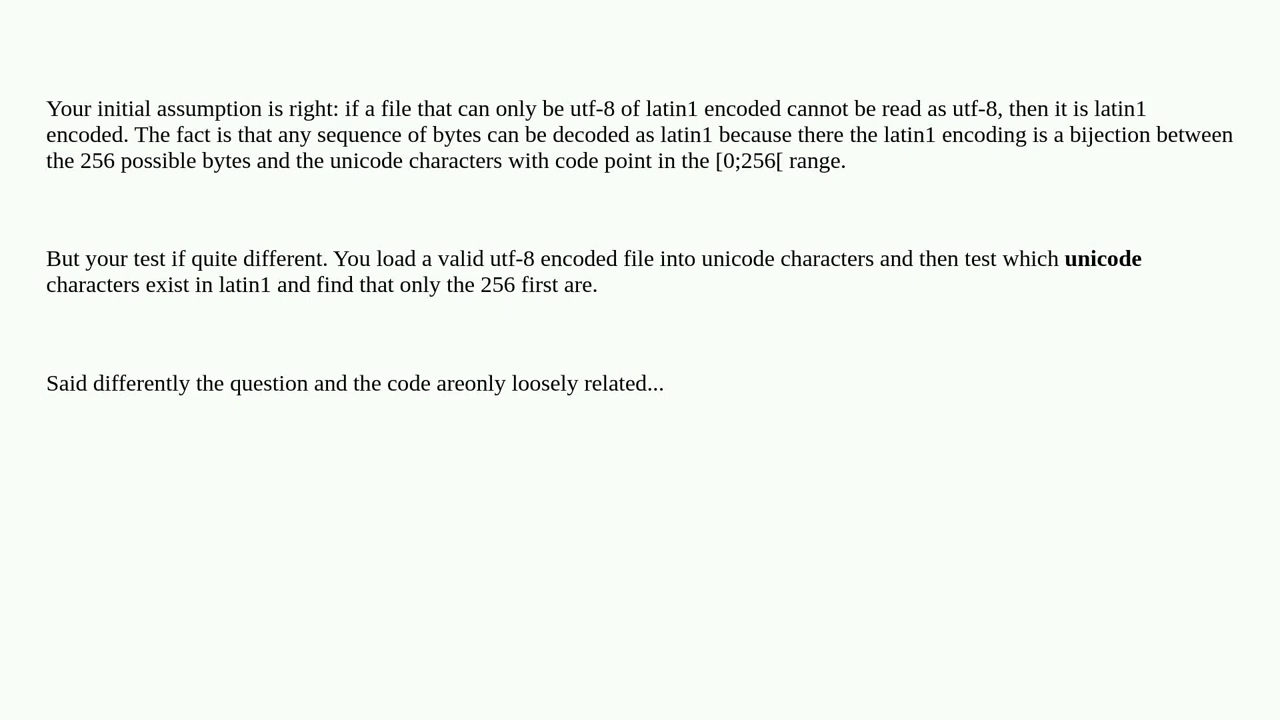 Your initial assumption is right: if a file that can only be utf-8 of latin1 encoded cannot be read as utf-8, then it is latin1
encoded. The fact is that any sequence of bytes can be decoded as latin1 because there the latin1 encoding is a bijection between
the 256 possible bytes and the unicode characters with code point in the [0;256[ range.
But your test if quite different. You load a valid utf-8 encoded file into unicode characters and then test which unicode
characters exist in latin1 and find that only the 256 first are.
Said differently the question and the code areonly loosely related...